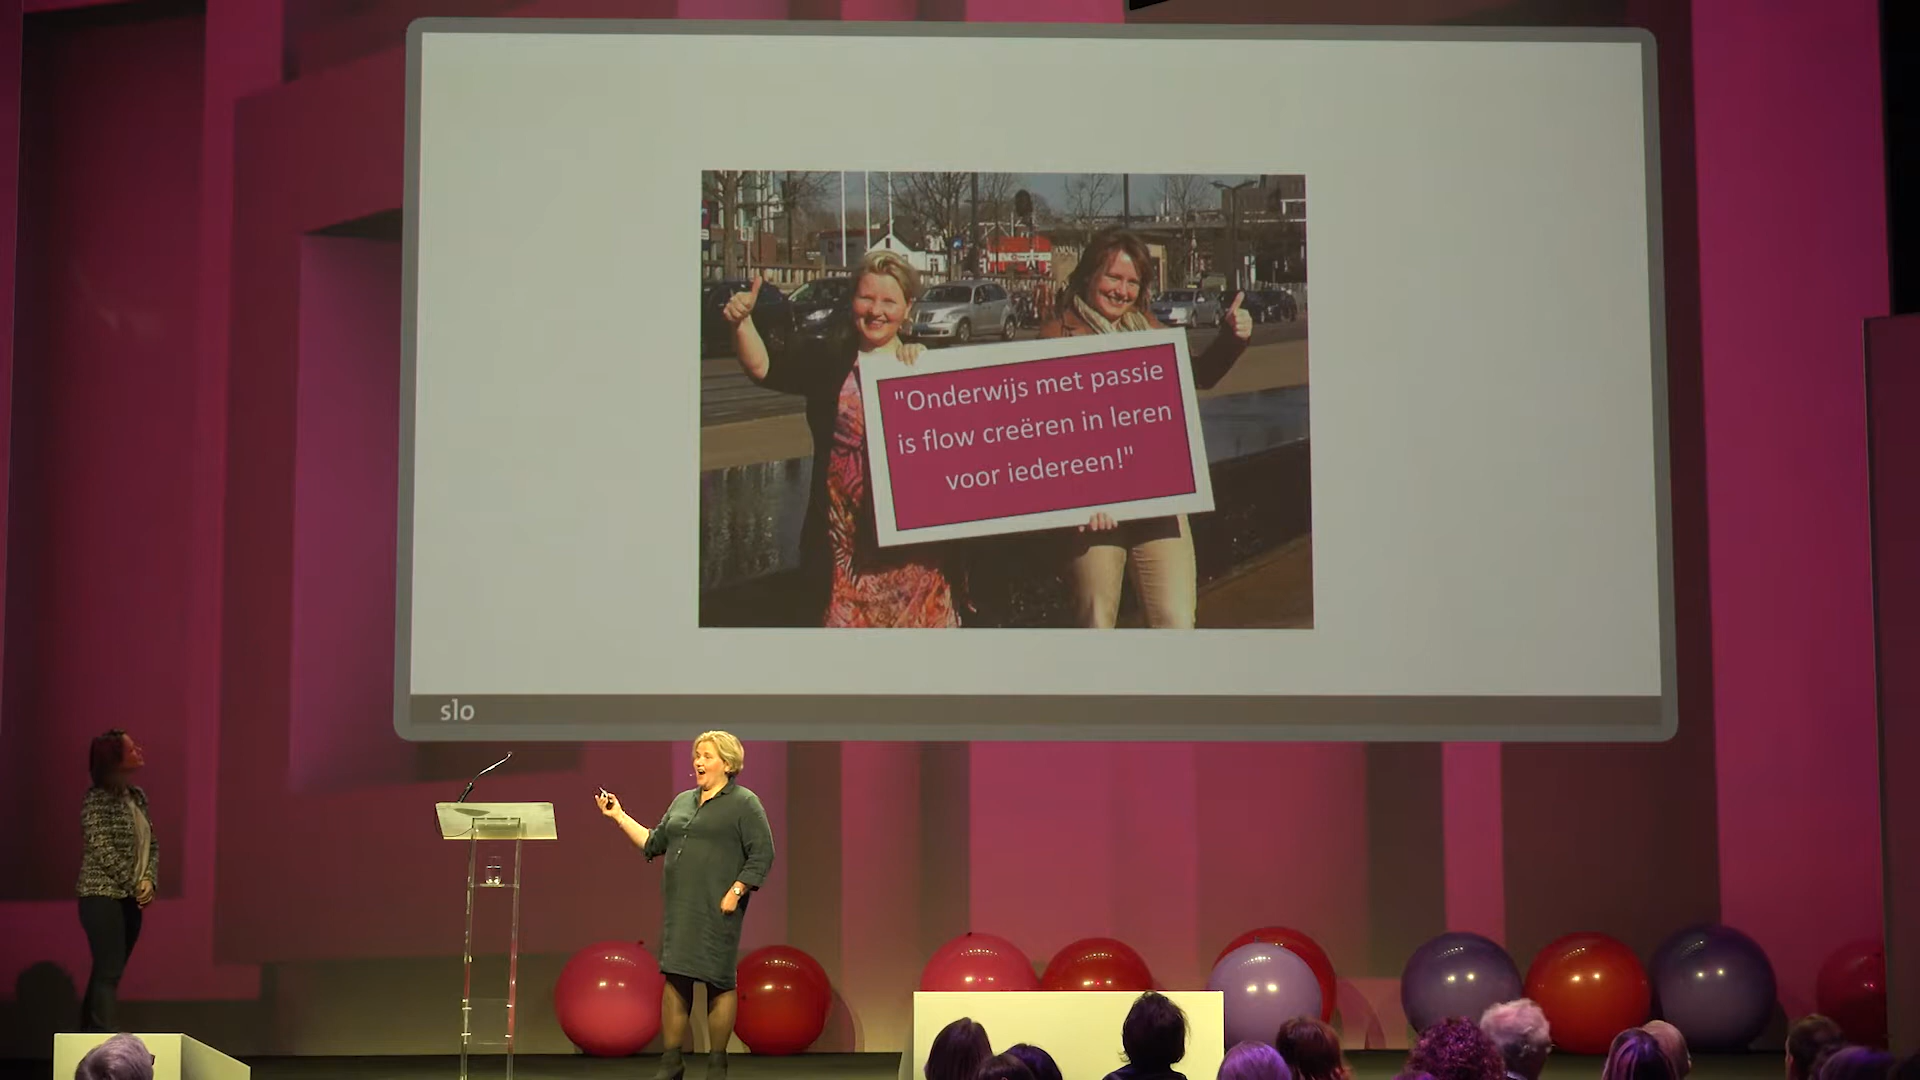 "Onderwijs met passie
is flow creëren in leren
voor iedereen!"
slo